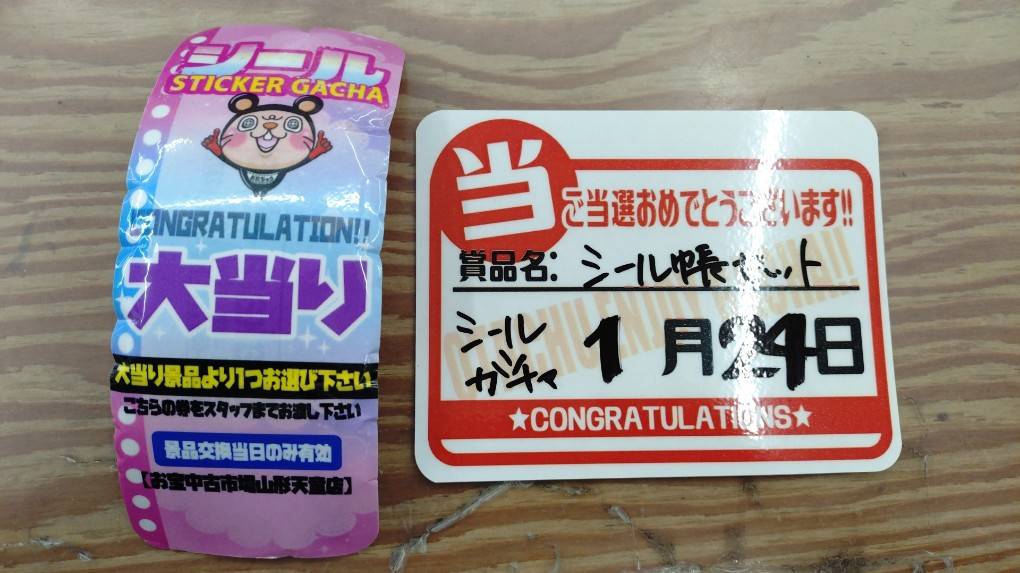 シール
STICKER GACHA
CONGRATULATION!!
大当り
大当り景品より1つお選び下さい
こちらの券をスタッフまでお渡し下さい
景品交換当日のみ有効
【お宝中古市場山形天童店】
当
ご当選おめでとうございます!!
賞品名: シール帳セット
シール
ガチャ
1月24日
★CONGRATULATIONS★